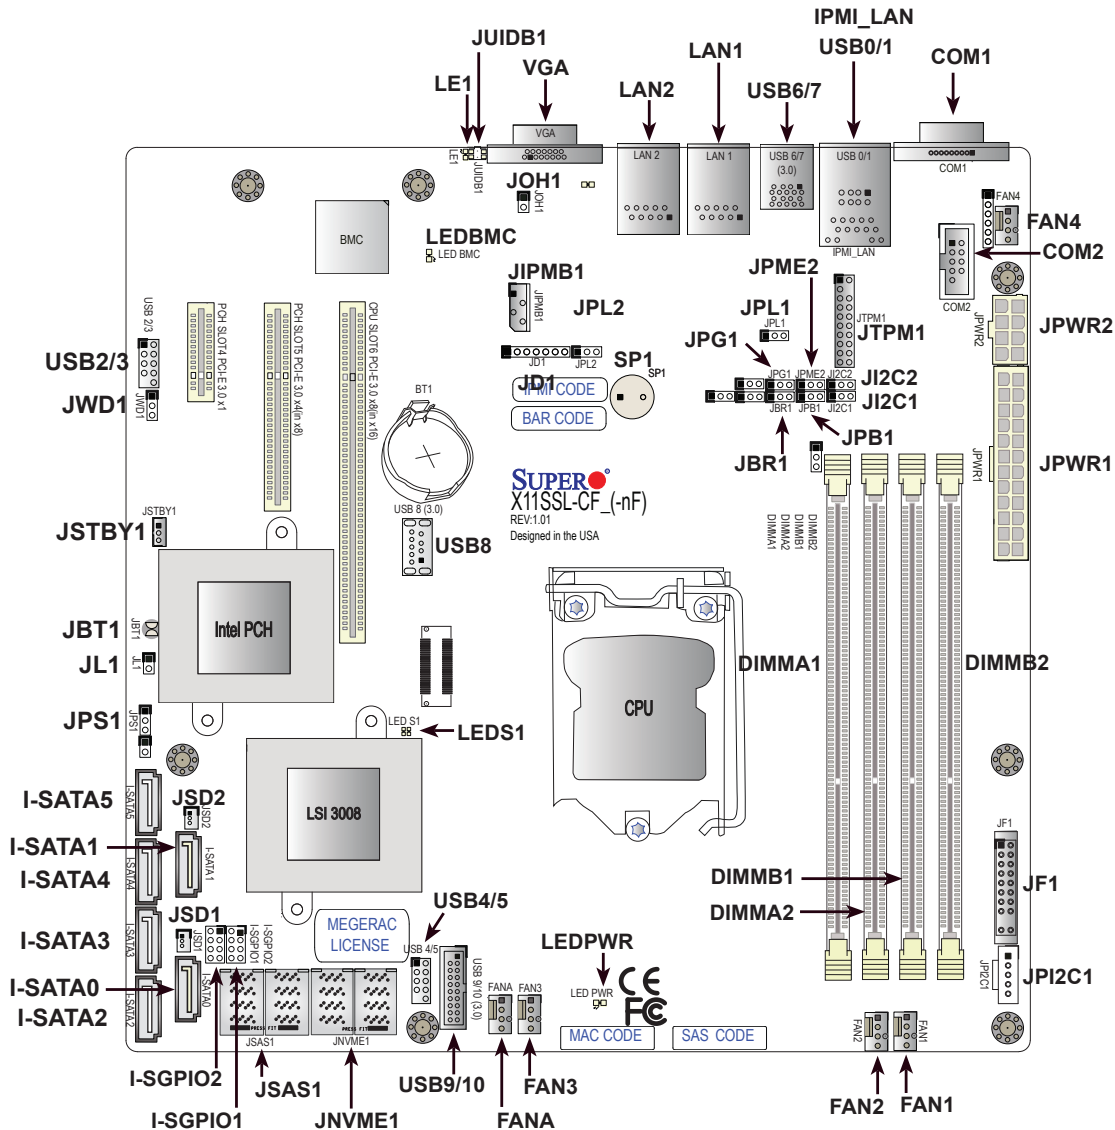 IPMI_LAN
JUIDB1
USB0/1
LAN1
COM1
VGA
LE1
LAN2
USB6/7
VGA
LE1
JUIDB1
LAN 2
LAN 1
USB 6/7
(3.0)
USB 0/1
COM1
JOH1
JOH1
FAN4
FAN4
BMC
LEDBMC
LED BMC
IPMI_LAN
COM2
COM2
JIPMB1
JIPMB1
JPL2
JPME2
JPL1
JPL1
JPG1
JTPM1
JTPM1
JPWR2
JPWR2
USB 2/3
USB2/3
JWD1
JWD1
PCH SLOT4 PCI-E 3.0 x1
PCH SLOT5 PCI-E 3.0 x4(in x8)
CPU SLOT6 PCI-E 3.0 x8(in x16)
JD1
JPL2
JD1
IPMI CODE
BAR CODE
SP1
SP1
BT1
JPG1
JPME2
JI2C2
JI2C2
JBR1
JPB1
JI2C1
JI2C1
JBR1
JPB1
JPWR1
JPWR1
SUPER
X11SSL-CF_(-nF)
REV:1.01
Designed in the USA
USB 8 (3.0)
USB8
DIMMA1
DIMMA2
DIMMB1
DIMMB2
JSTBY1
JSTBY1
Intel PCH
JBT1
JBT1
JL1
JL1
JPS1
JPS1
DIMMA1
DIMMB2
CPU
LED S1
LEDS1
LSI 3008
I-SATA5
I-SATA5
JSD2
JSD2
I-SATA1
I-SATA1
I-SATA4
I-SATA4
DIMMB1
DIMMA2
JF1
JF1
JSD1
JSD1
I-SATA3
I-SATA3
I-SGPIO1
I-SGPIO2
MEGERAC
LICENSE
USB4/5
USB 4/5
I-SATA0
I-SATA0
I-SATA2
I-SATA2
PRESS FIT
PRESS FIT
JSAS1
JNVME1
USB 9/10 (3.0)
FANA
FAN3
LEDPWR
LED PWR
CE
FC
MAC CODE
SAS CODE
JPI2C1
JPI2C1
FAN2
FAN1
I-SGPIO2
JSAS1
USB9/10
FAN3
I-SGPIO1
JNVME1
FANA
FAN2
FAN1